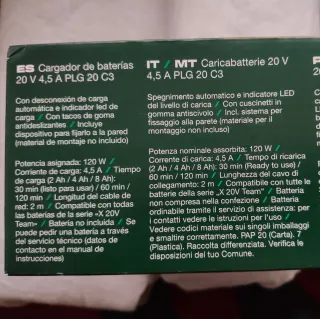 ES Cargador de baterías
20 V 4,5 A PLG 20 C3
Con desconexión de carga
automática e indicador led de
carga / Con tacos de goma
antideslizantes / Incluye
dispositivo para fijarlo a la pared
(material de montaje no incluido)
Potencia asignada: 120 W /
Corriente de carga: 4,5 A / Tiempo
de carga (2 Ah / 4 Ah / 8 Ah):
30 min (listo para usar) / 60 min /
120 min / Longitud del cable de
red: 2 m / Compatible con todas
las baterías de la serie «X 20V
Team» / Batería no incluida / Se
puede pedir una batería a través
del servicio técnico (datos de
contacto en el manual de
instrucciones)
IT / MT Caricabatterie 20 V
4,5 A PLG 20 C3
Spegnimento automatico e indicatore LED
del livello di carica / Con cuscinetti in
gomma antiscivolo / Incl. sistema per
fissaggio alla parete (materiale per il
montaggio non incluso)
Potenza nominale assorbita: 120 W /
Corrente di carica: 4,5 A / Tempo di ricarica
(2 Ah / 4 Ah / 8 Ah): 30 min (Ready to use) /
60 min / 120 min / Lunghezza del cavo di
collegamento: 2 m / Compatibile con tutte le
batterie della serie „X 20V Team” / Batteria
non compresa nella confezione / Batteria
ordinabile tramite il servizio di assistenza: per
i contatti vedere le istruzioni per l'uso /
Vedere codici materiale sui singoli imballaggi
e smaltire correttamente. PAP 20 (Carta). 7
(Plastica). Raccolta differenziata. Verifica le
disposizioni del tuo Comune.